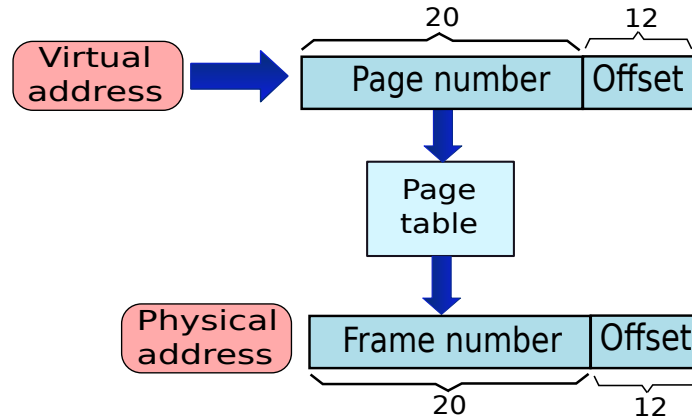 20
12
Virtual
address
Page number
Offset
Page
table
Physical
address
Frame number
Offset
20
12